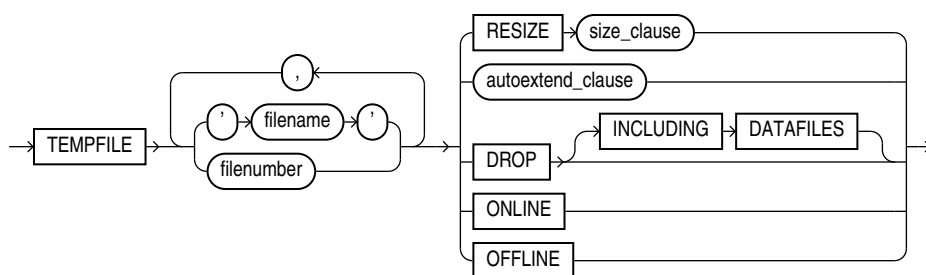 RESIZE size_clause
,
autoextend_clause
' filename '
INCLUDING DATAFILES
TEMPFILE
filenumber
DROP
ONLINE
OFFLINE